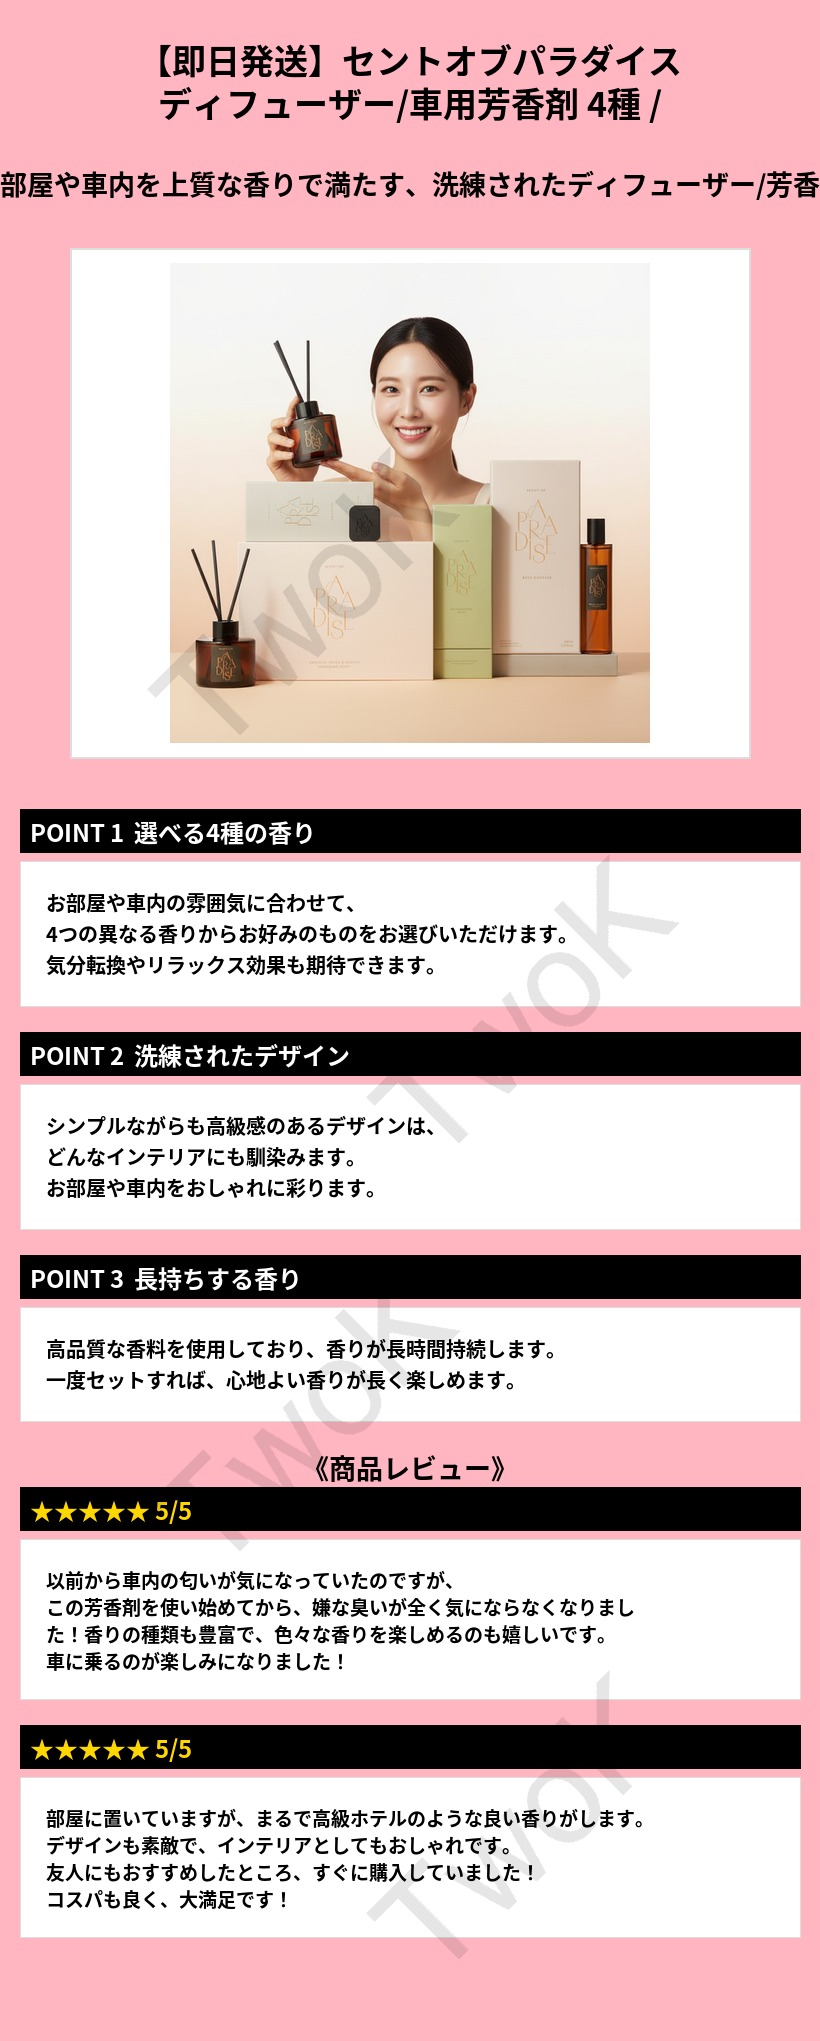 【即日発送】セントオブパラダイス
ディフューザー/車用芳香剤 4種 /
部屋や車内を上質な香りで満たす、洗練されたディフューザー/芳香
A
PRA
DISE
A
PRA
DISE
A
PRA
DISE
A
PRA
DISE
A
PRA
DISE
A
PRA
DISE
A
PRA
DISE
TwoK
POINT 1 選べる4種の香り
お部屋や車内の雰囲気に合わせて、
4つの異なる香りからお好みのものをお選びいただけます。
気分転換やリラックス効果も期待できます。
TwoK
POINT 2 洗練されたデザイン
シンプルながらも高級感のあるデザインは、
どんなインテリアにも馴染みます。
お部屋や車内をおしゃれに彩ります。
POINT 3 長持ちする香り
高品質な香料を使用しており、香りが長時間持続します。
一度セットすれば、心地よい香りが長く楽しめます。
TwoK
《商品レビュー》
★★★★★ 5/5
以前から車内の匂いが気になっていたのですが、
この芳香剤を使い始めてから、嫌な臭いが全く気にならなくなりまし
た！香りの種類も豊富で、色々な香りを楽しめるのも嬉しいです。
車に乗るのが楽しみになりました！
★★★★★ 5/5
部屋に置いていますが、まるで高級ホテルのような良い香りがします。
デザインも素敵で、インテリアとしてもおしゃれです。
友人にもおすすめしたところ、すぐに購入していました！
コスパも良く、大満足です！
TwoK